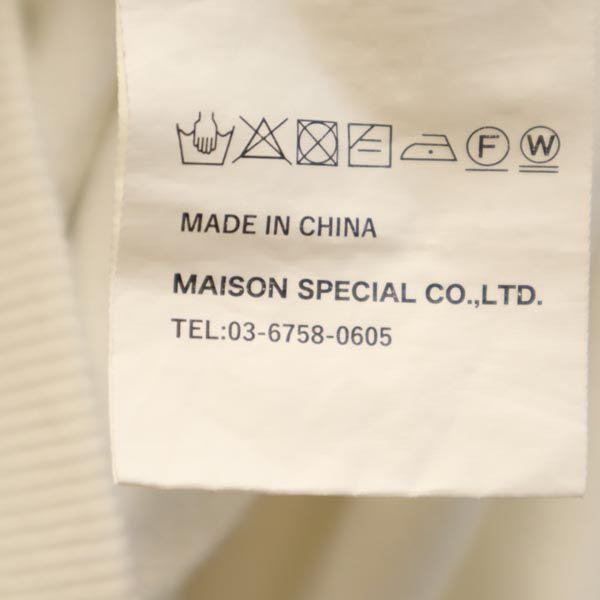 F W
MADE IN CHINA
MAISON SPECIAL CO.,LTD.
TEL:03-6758-0605